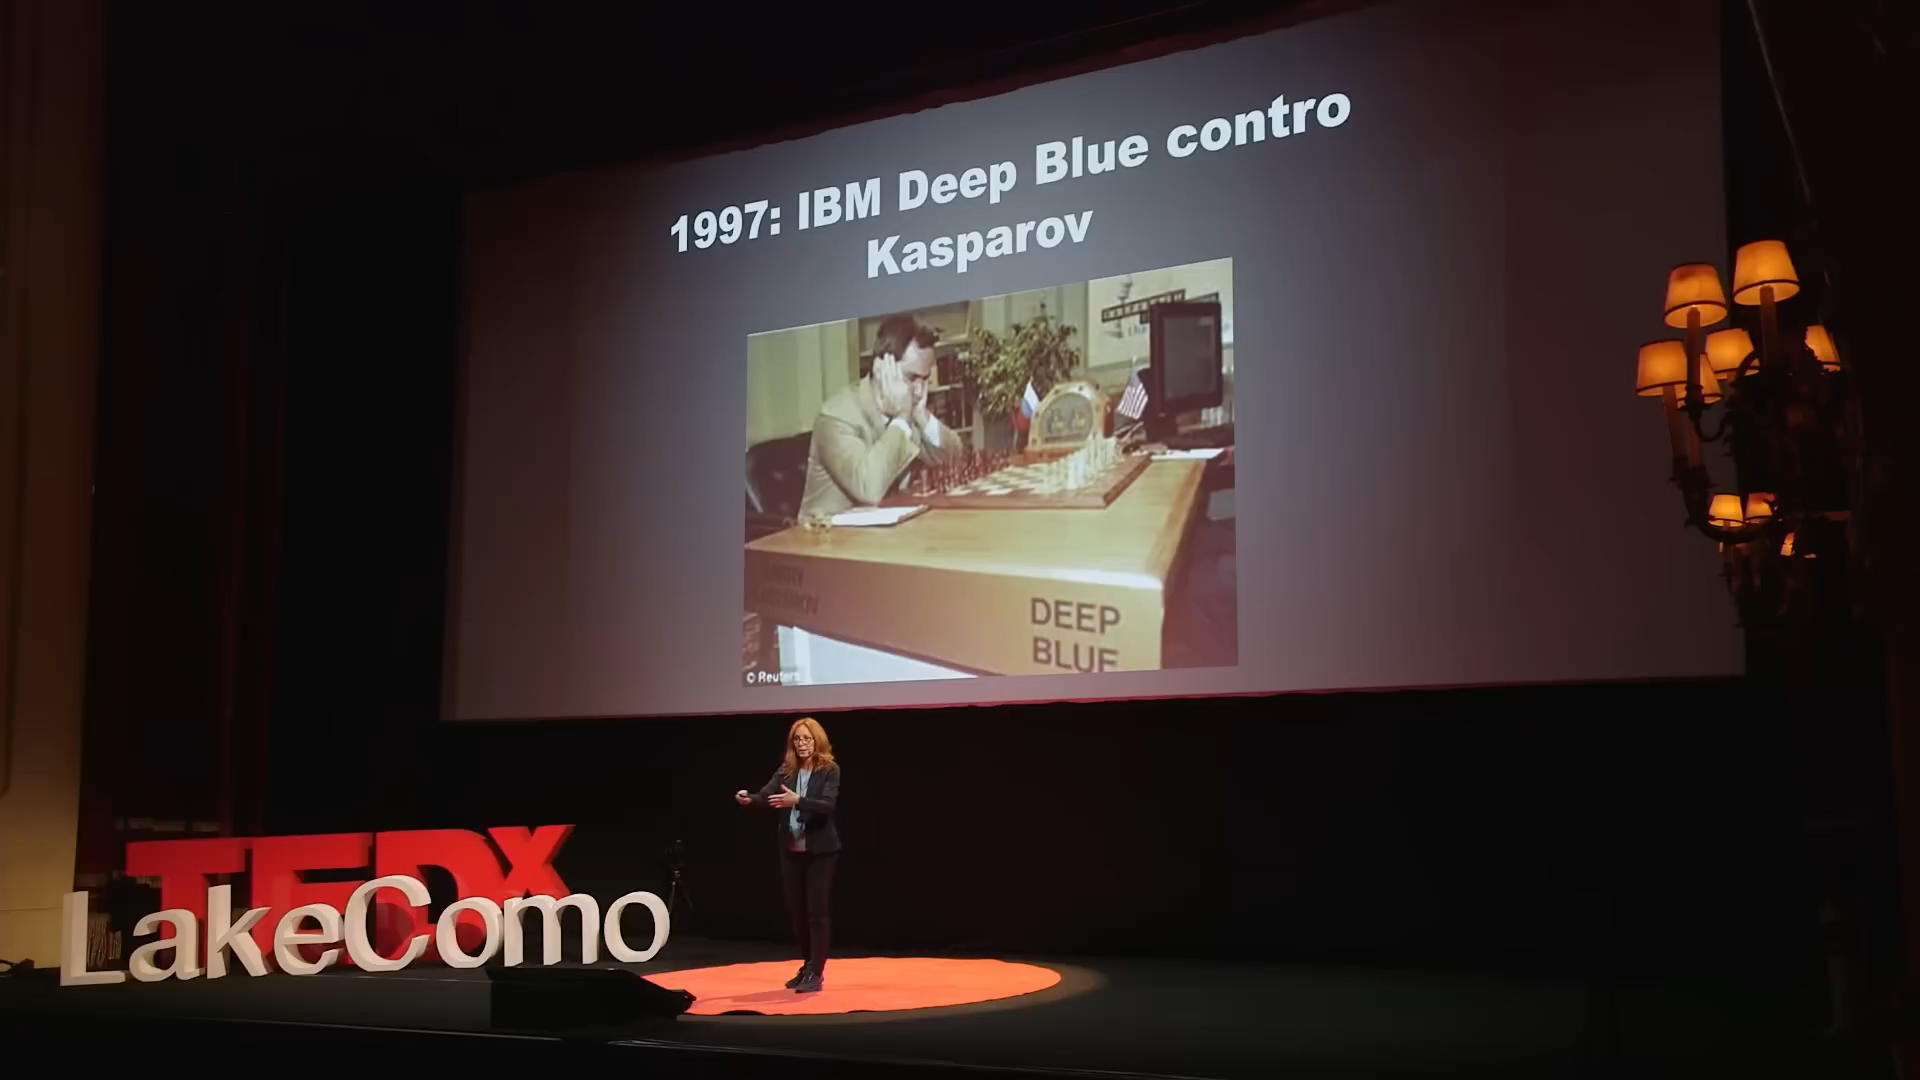 1997: IBM Deep Blue contro
Kasparov
DEEP
BLUE
© Reuters
TEDx
LakeComo